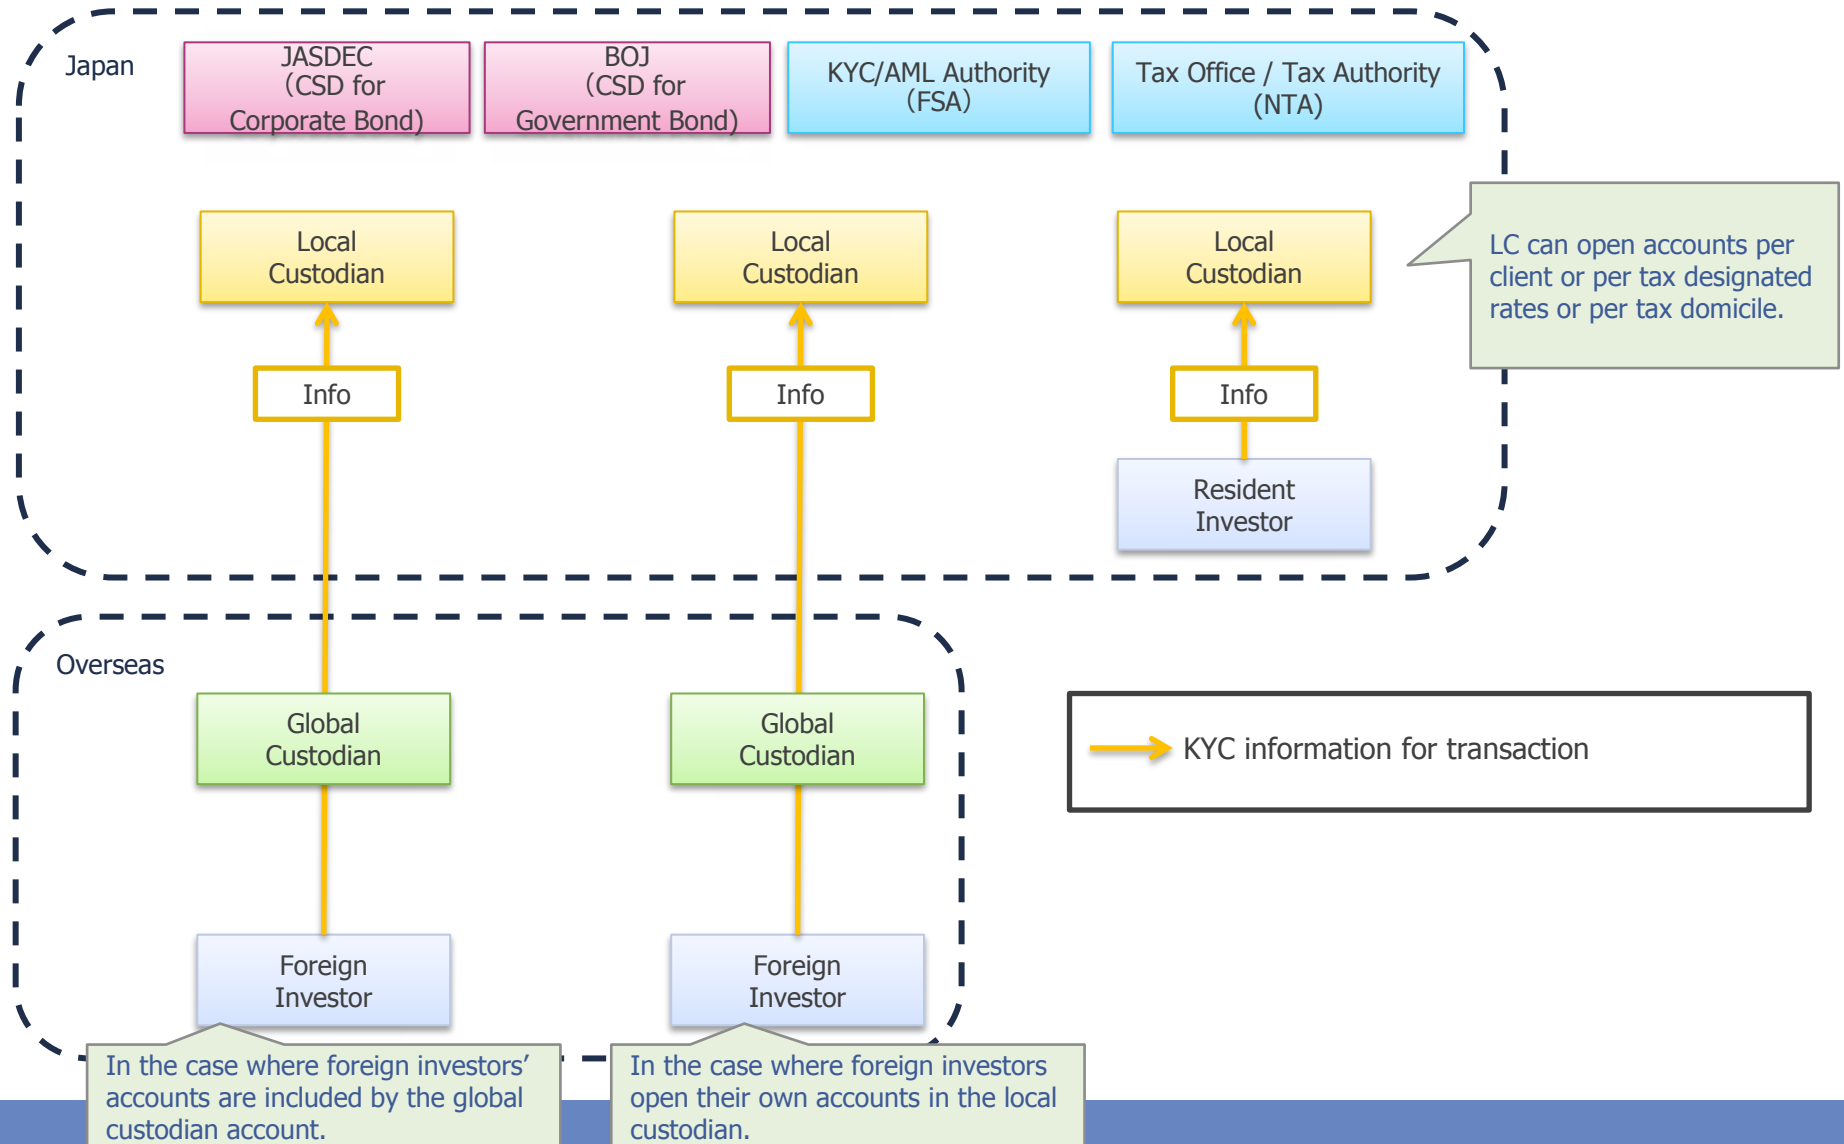 Japan
JASDEC
（CSD for
Corporate Bond)
BOJ
（CSD for
Government Bond)
KYC/AML Authority
（FSA）
Tax Office / Tax Authority
(NTA)
Local
Custodian
Local
Custodian
Local
Custodian
LC can open accounts per
client or per tax designated
rates or per tax domicile.
Info
Info
Info
Resident
Investor
Overseas
Global
Custodian
Global
Custodian
KYC information for transaction
Foreign
Investor
Foreign
Investor
In the case where foreign investors’
accounts are included by the global
custodian account.
In the case where foreign investors
open their own accounts in the local
custodian.